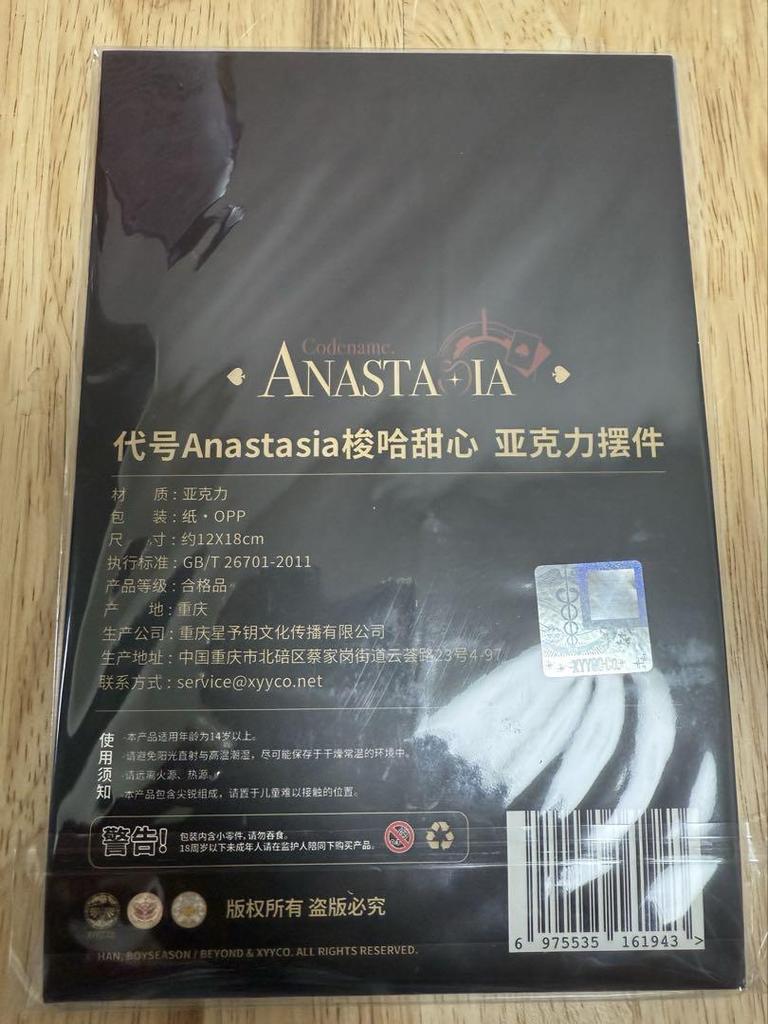 Codename.
ANASTASIA
代号Anastasia梭哈甜心 亚克力摆件
材 质：亚克力
包 装：纸·OPP
尺 寸：约12X18cm
执行标准：GB/T 26701-2011
产品等级：合格品
产 地：重庆
生产公司：重庆星予钥文化传播有限公司
生产地址：中国重庆市北碚区蔡家岗街道云荟路23号4-97
联系方式：service@xyyco.net
使用须知
·本产品适用年龄为14岁以上。
·请避免阳光直射与高温潮湿，尽可能保存于干燥常温的环境中。
·请远离火源、热源。
·本产品包含尖锐组成，请置于儿童难以接触的位置。
警告!
包装内含小零件，请勿吞食。
18周岁以下未成年人请在监护人陪同下购买产品。
版权所有 盗版必究
HAN, BOYSEASON / BEYOND & XYYCO. ALL RIGHTS RESERVED.
6 975535 161943 >